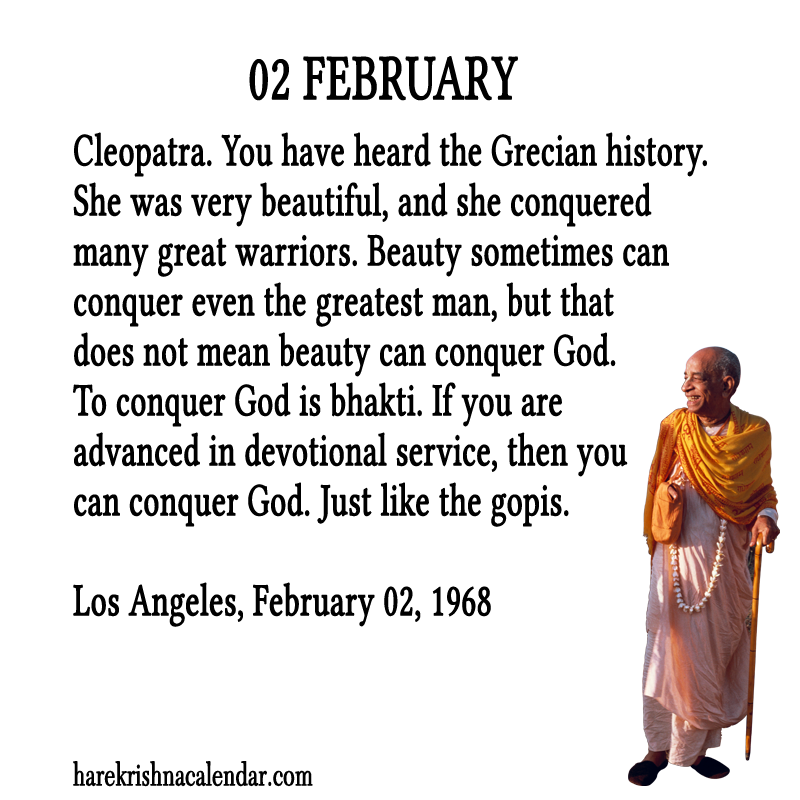 02 FEBRUARY
Cleopatra. You have heard the Grecian history.
She was very beautiful, and she conquered
many great warriors. Beauty sometimes can
conquer even the greatest man, but that
does not mean beauty can conquer God.
To conquer God is bhakti. If you are
advanced in devotional service, then you
can conquer God. Just like the gopis.
Los Angeles, February 02, 1968
harekrishnacalendar.com